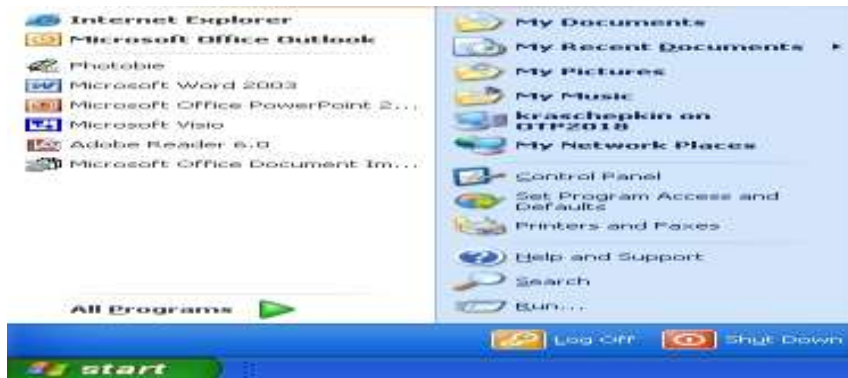 Internet Explorer
Microsoft Office Outlook
Photobie
Microsoft Word 2003
Microsoft Office PowerPoint 2...
Microsoft Visio
Adobe Reader 6.0
Microsoft Office Document Im...
All Programs
My Documents
My Recent Documents
My Pictures
My Music
kraschepkin on
OTP2018
My Network Places
Control Panel
Set Program Access and
Defaults
Printers and Faxes
Help and Support
Search
Run...
Log Off
Shut Down
start